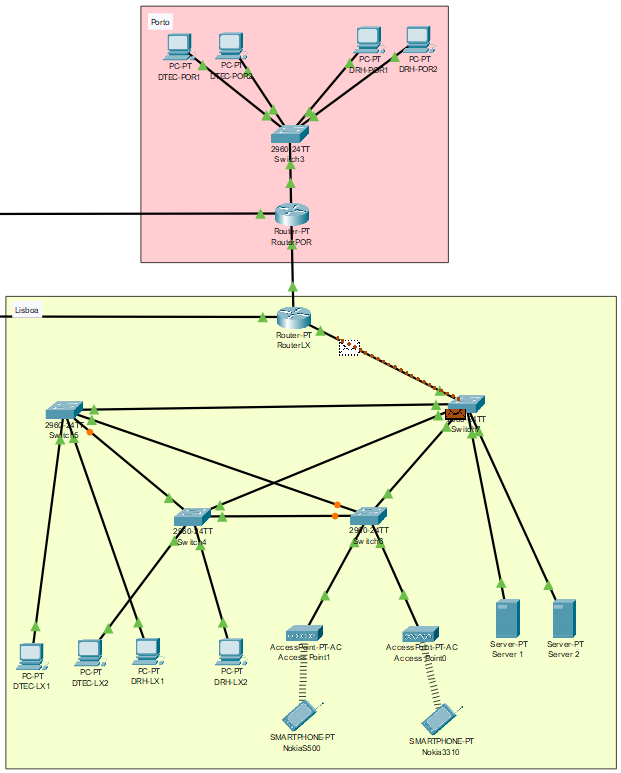 Porto
PC-PT
DTEC-POR1
PC-PT
DTEC-POR2
PC-PT
DRH-POR1
PC-PT
DRH-POR2
2960-24TT
Switch3
Router-PT
RouterPOR
Lisboa
Router-PT
RouterLX
2960-24TT
Switch5
24TT
Switch7
2960-24TT
Switch4
2960-24TT
PC-PT
DTEC-LX1
PC-PT
DTEC-LX2
PC-PT
DRH-LX1
PC-PT
DRH-LX2
AccessPoint-PT-AC
Access Point1
AccessPoint-PT-AC
Access Point0
Server-PT
Server 1
Server-PT
Server 2
SMARTPHONE-PT
NokiaS500
SMARTPHONE-PT
Nokia3310